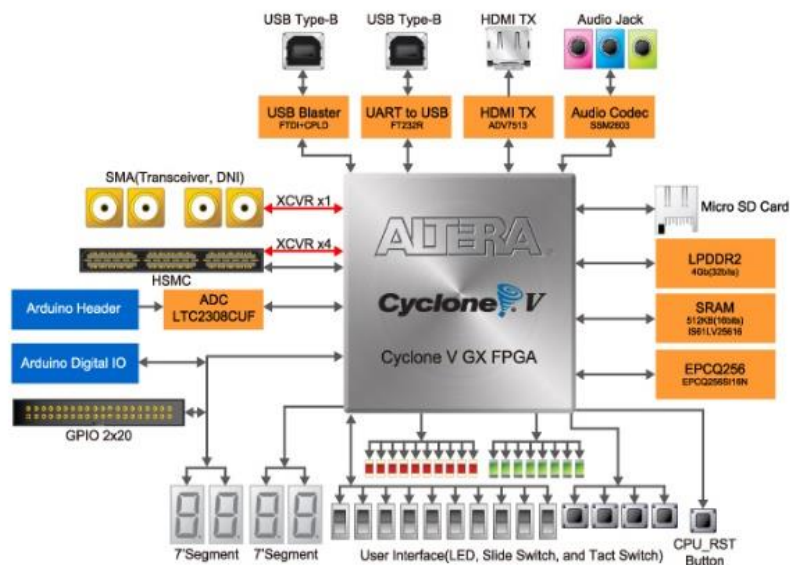 USB Type-B
USB Type-B
HDMI TX
Audio Jack
USB Blaster
FTDI+CPLD
UART to USB
FT232R
HDMI TX
ADV7513
Audio Codec
SSM2603
SMA(Transceiver, DNI)
XCVR x1
XCVR x4
HSMC
Arduino Header
ADC
LTC2308CUF
Arduino Digital IO
GPIO 2x20
ALTERA
Cyclone V
Cyclone V GX FPGA
Micro SD Card
LPDDR2
4Gb(32bits)
SRAM
512KB(16bits)
IS61LV25616
EPCQ256
EPCQ256SI16N
7'Segment
7'Segment
User Interface(LED, Slide Switch, and Tact Switch)
CPU_RST
Button